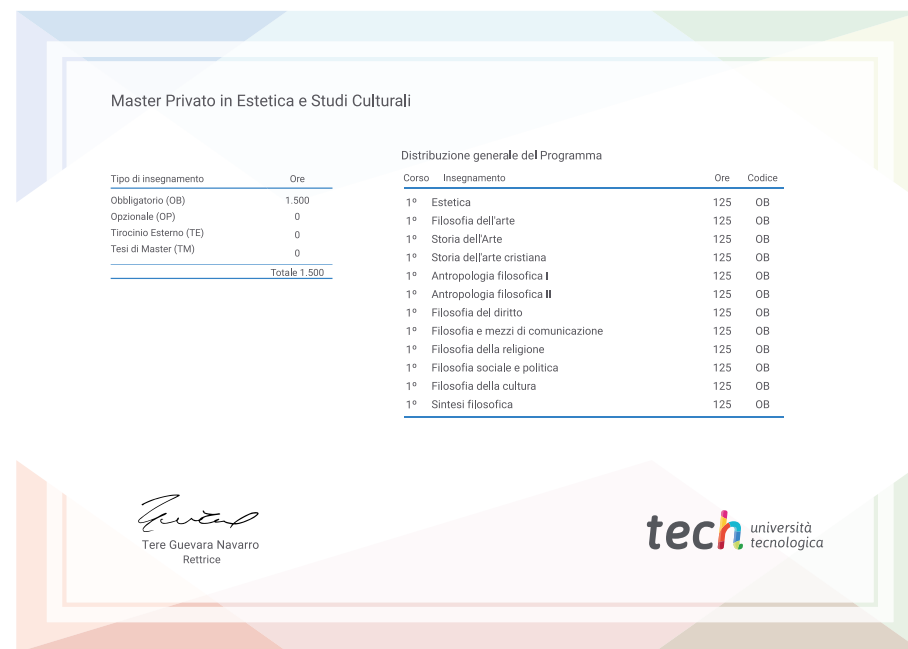 Master Privato in Estetica e Studi Culturali
Tipo di insegnamento Ore
Obbligatorio (OB) 1.500
Opzionale (OP) 0
Tirocinio Esterno (TE) 0
Tesi di Master (TM) 0
Totale 1.500
Distribuzione generale del Programma
Corso Insegnamento Ore Codice
1º Estetica 125 OB
1º Filosofia dell'arte 125 OB
1º Storia dell'Arte 125 OB
1º Storia dell'arte cristiana 125 OB
1º Antropologia filosofica I 125 OB
1º Antropologia filosofica II 125 OB
1º Filosofia del diritto 125 OB
1º Filosofia e mezzi di comunicazione 125 OB
1º Filosofia della religione 125 OB
1º Filosofia sociale e politica 125 OB
1º Filosofia della cultura 125 OB
1º Sintesi filosofica 125 OB
Tere Guevara Navarro
Rettrice
tech università
tecnologica